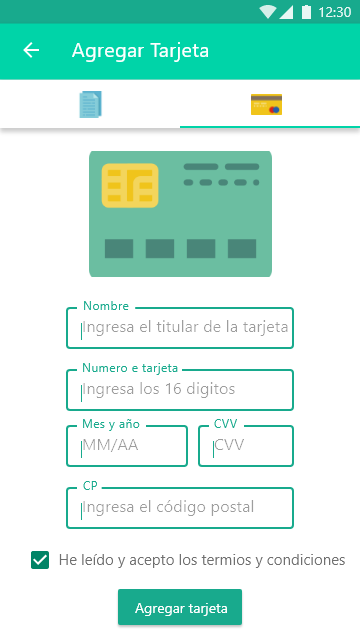 12:30
Agregar Tarjeta
Nombre
Ingresa el titular de la tarjeta
Numero e tarjeta
Ingresa los 16 digitos
Mes y año
CVV
MM/AA
CVV
CP
Ingresa el código postal
He leído y acepto los termios y condiciones
Agregar tarjeta